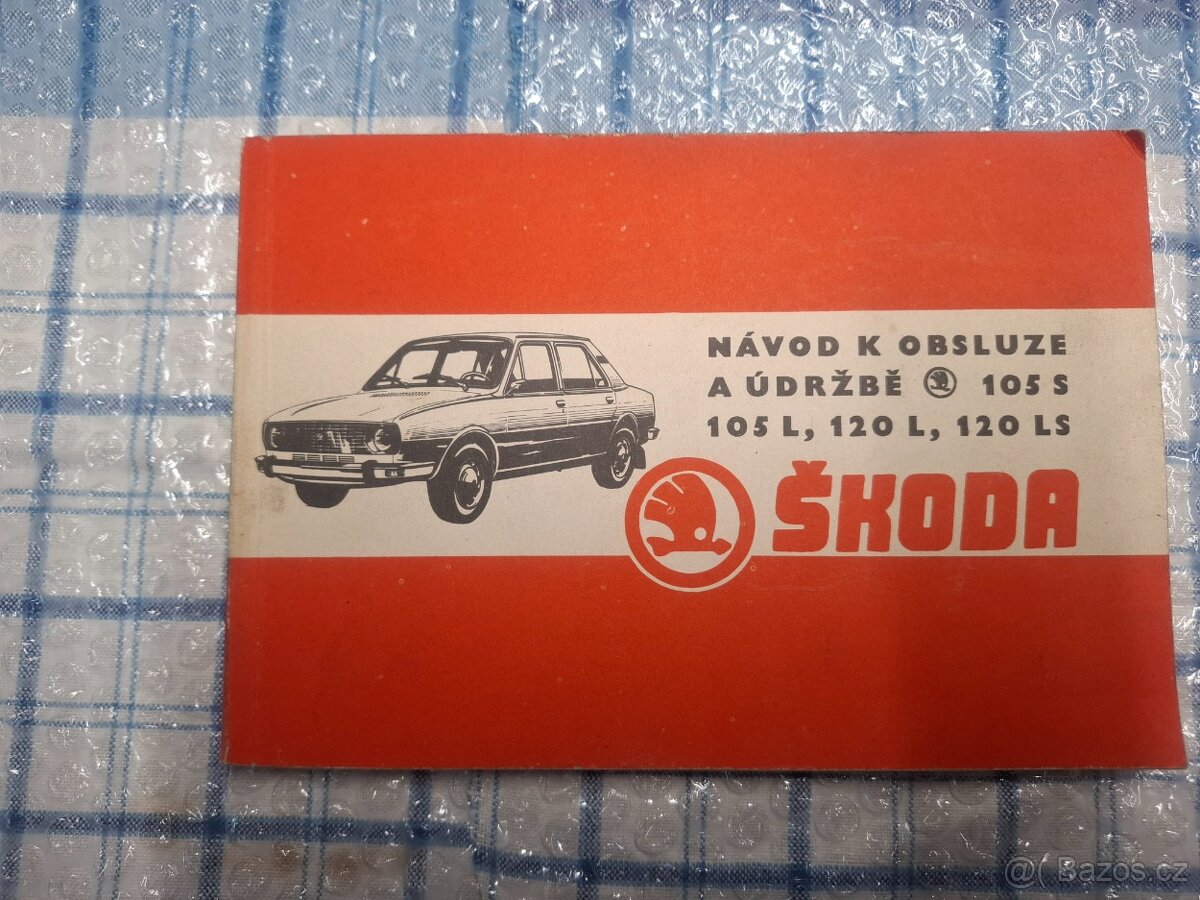 NÁVOD K OBSLUZE
A ÚDRŽBĚ 105 S
105 L, 120 L, 120 LS
ŠKODA
@( Bazos.cz